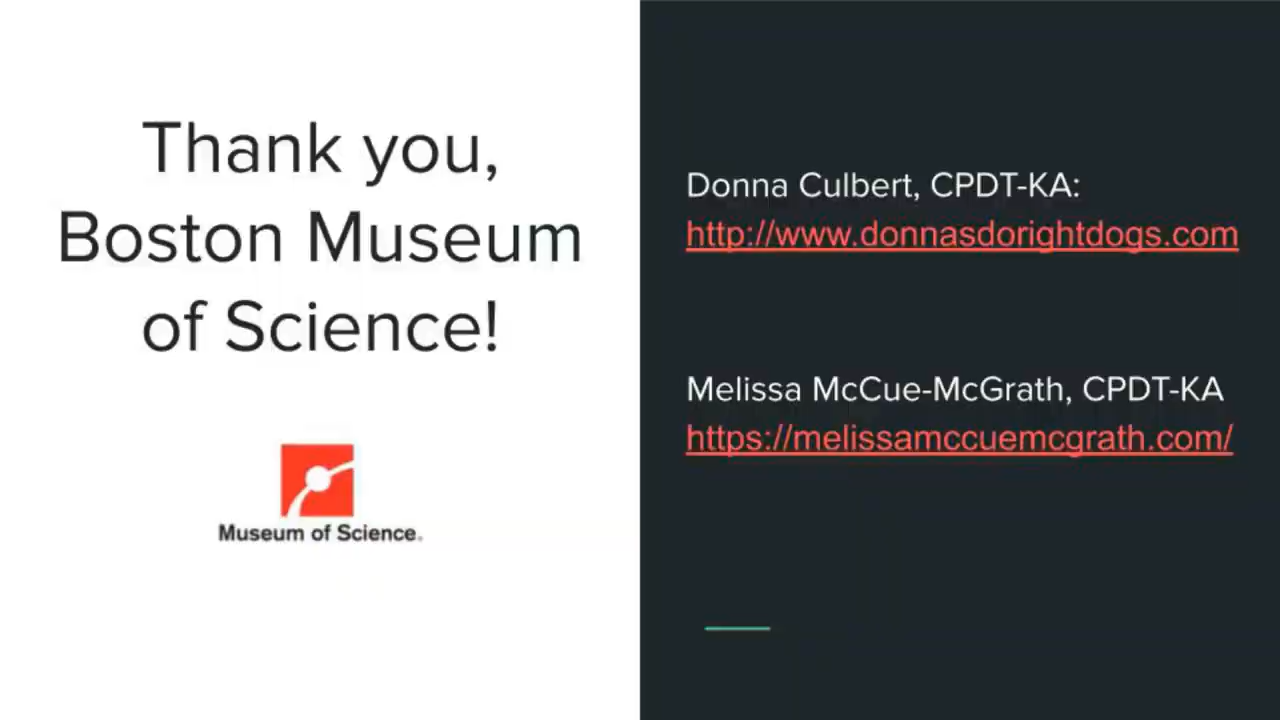 Thank you,
Boston Museum
of Science!
Museum of Science.
Donna Culbert, CPDT-KA:
http://www.donnasdorightdogs.com
Melissa McCue-McGrath, CPDT-KA
https://melissamccuemcgrath.com/